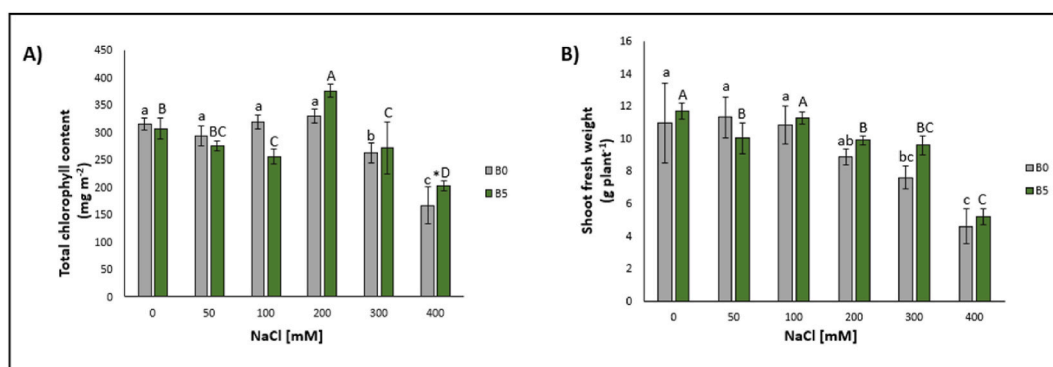 A)
Total chlorophyll content
(mg m⁻²)
450
400
350
300
250
200
150
100
50
0
a B
a BC
a C
a A
b C
c *D
0 50 100 200 300 400
NaCl [mM]
B0
B5
B)
Shoot fresh weight
(g plant⁻¹)
16
14
12
10
8
6
4
2
0
a A
a B
a A
ab B
bc BC
c C
0 50 100 200 300 400
NaCl [mM]
B0
B5